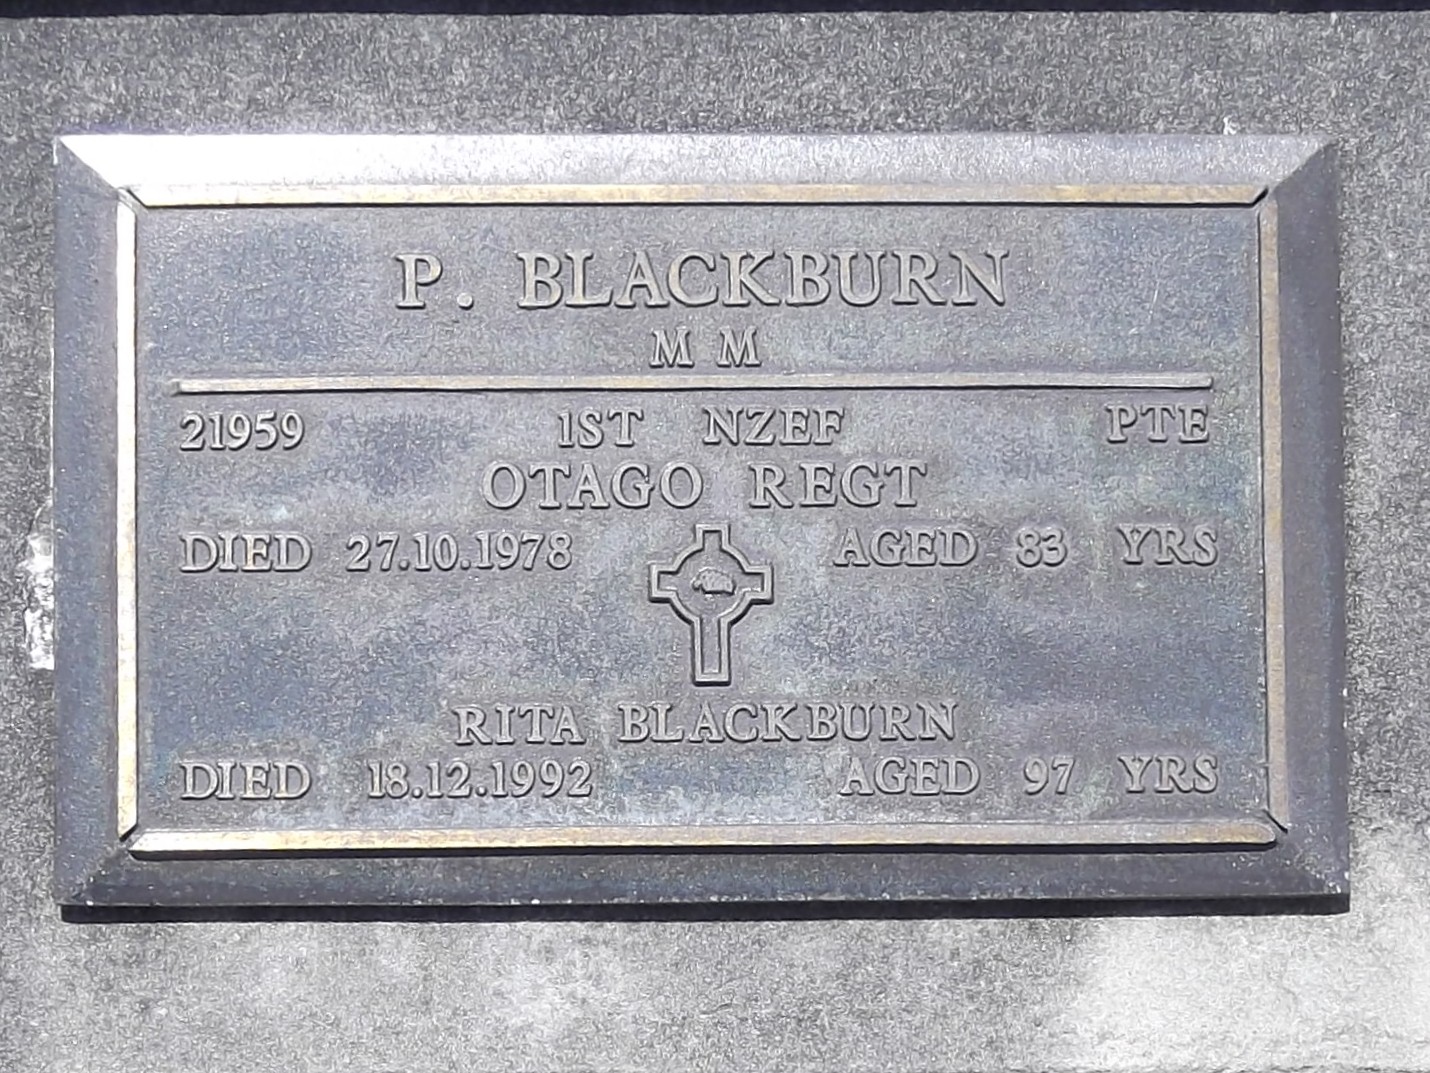 P. BLACKBURN
M M
21959 1ST NZEF PTE
OTAGO REGT
DIED 27.10.1978 AGED 83 YRS
RITA BLACKBURN
DIED 18.12.1992 AGED 97 YRS